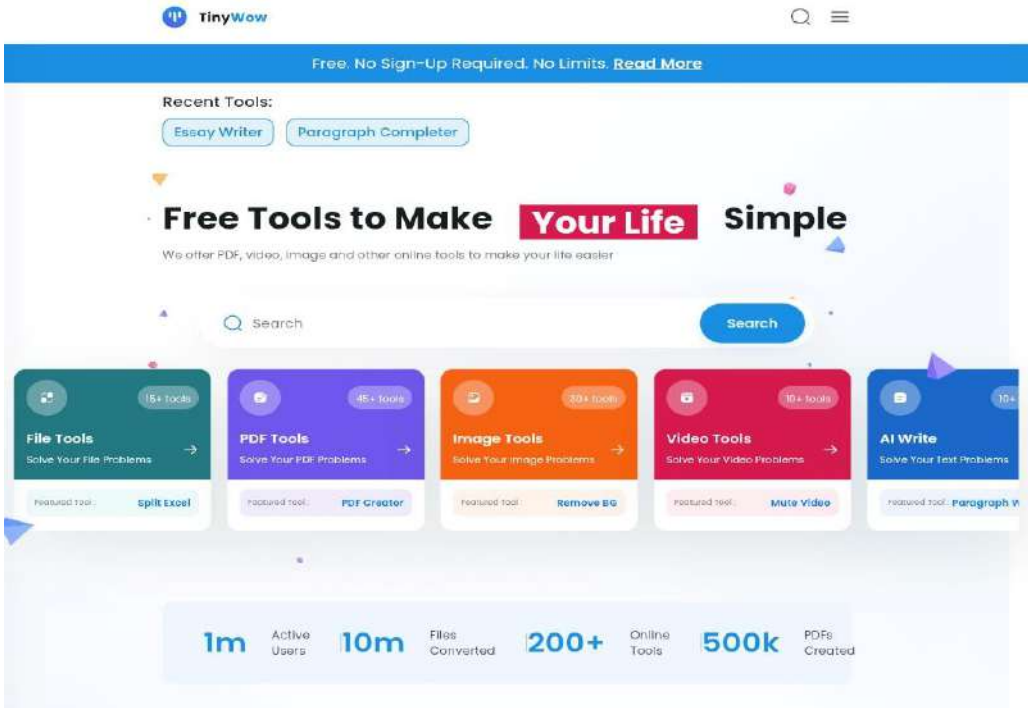 TinyWow
Free. No Sign-Up Required. No Limits. Read More
Recent Tools:
Essay Writer
Paragraph Completer
Free Tools to Make Your Life Simple
We offer PDF, video, image and other online tools to make your life easier
Search
Search
15+ tools
File Tools
Solve Your File Problems
Featured Tool :
Split Excel
45+ tools
PDF Tools
Solve Your PDF Problems
Featured Tool :
PDF Creator
30+ tools
Image Tools
Solve Your Image Problems
Featured Tool :
Remove BG
10+ tools
Video Tools
Solve Your Video Problems
Featured Tool :
Mute Video
10+
AI Write
Solve Your Text Problems
Featured Tool : Paragraph W
1m Active Users
10m Files Converted
200+ Online Tools
500k PDFs Created